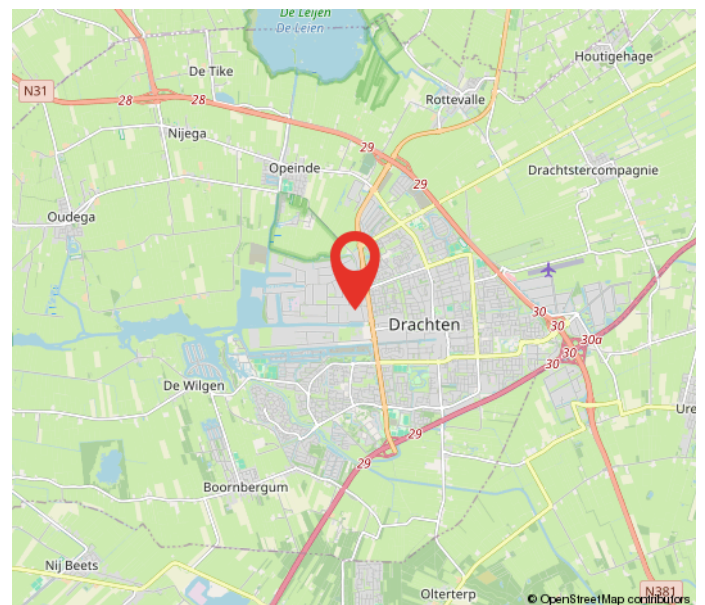 De Leijen
De Leien
Houtigehage
De Tike
N31
28
28
Rottevalle
Nijega
29
Opeinde
Drachtstercompagnie
29
Oudega
30
Drachten
30
30a
30
30
De Wilgen
Ure
29
29
Boornbergum
Nij Beets
Olterterp
N381
© OpenStreetMap contributors